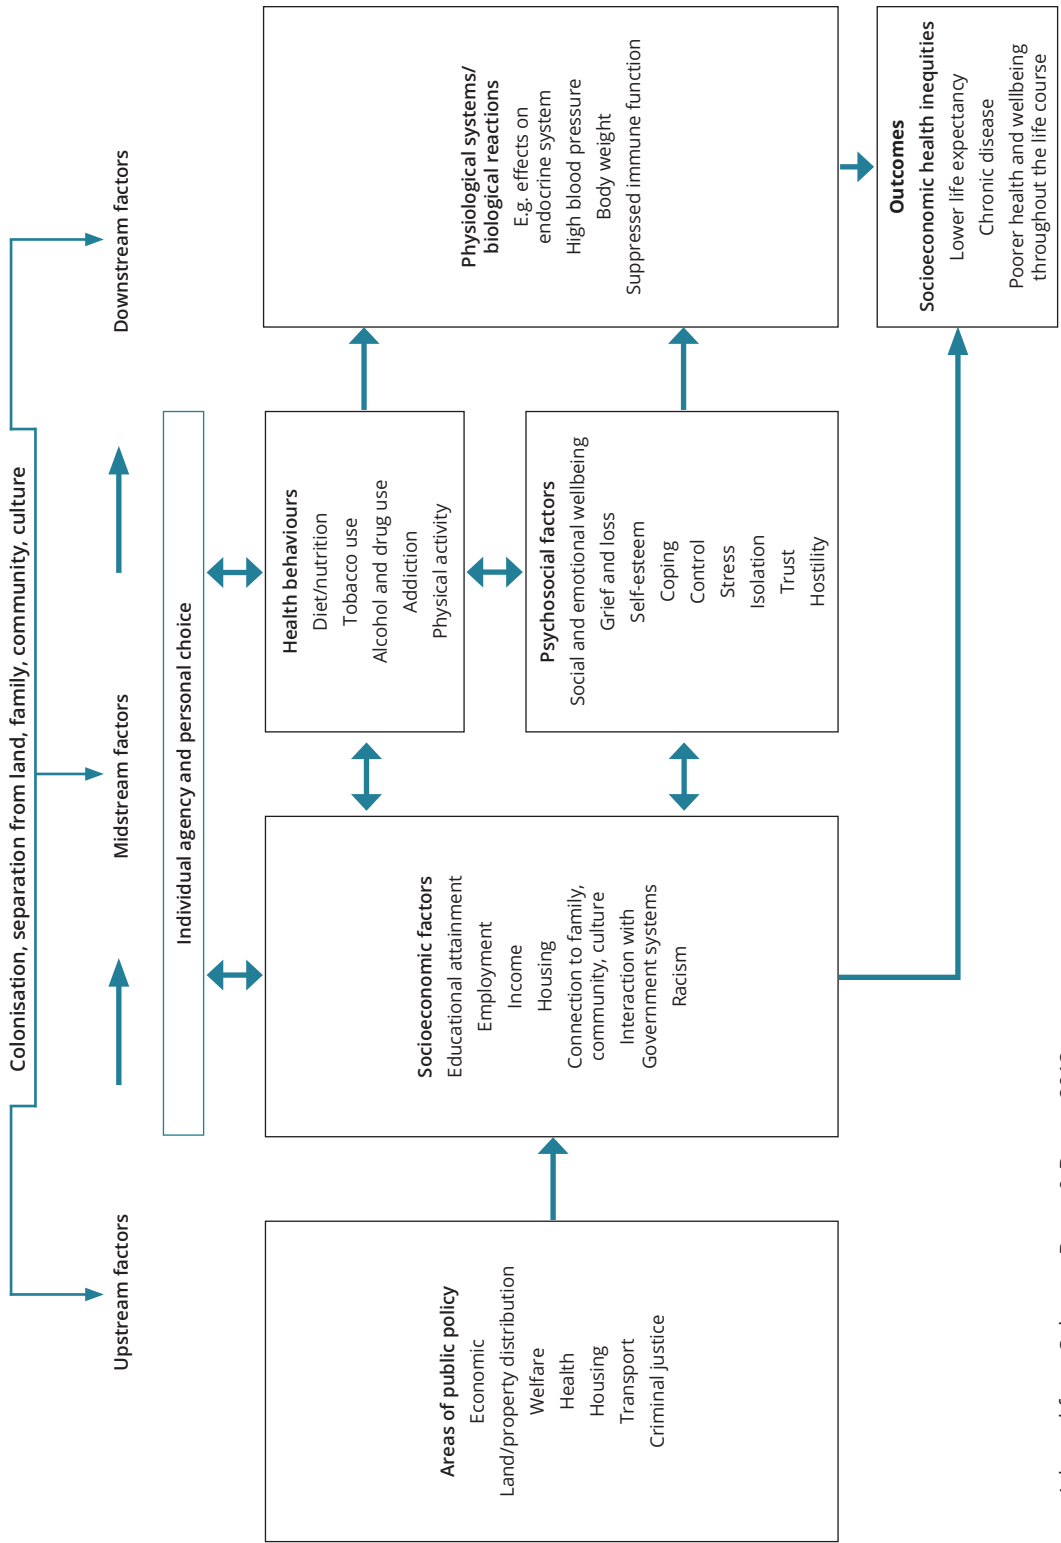 Colonisation, separation from land, family, community, culture
Upstream factors
Midstream factors
Downstream factors
Individual agency and personal choice
Areas of public policy
Economic
Land/property distribution
Welfare
Health
Housing
Transport
Criminal justice
Socioeconomic factors
Educational attainment
Employment
Income
Housing
Connection to family,
community, culture
Interaction with
Government systems
Racism
Health behaviours
Diet/nutrition
Tobacco use
Alcohol and drug use
Addiction
Physical activity
Psychosocial factors
Social and emotional wellbeing
Grief and loss
Self-esteem
Coping
Control
Stress
Isolation
Trust
Hostility
Physiological systems/
biological reactions
E.g. effects on
endocrine system
High blood pressure
Body weight
Suppressed immune function
Outcomes
Socioeconomic health inequities
Lower life expectancy
Chronic disease
Poorer health and wellbeing
throughout the life course